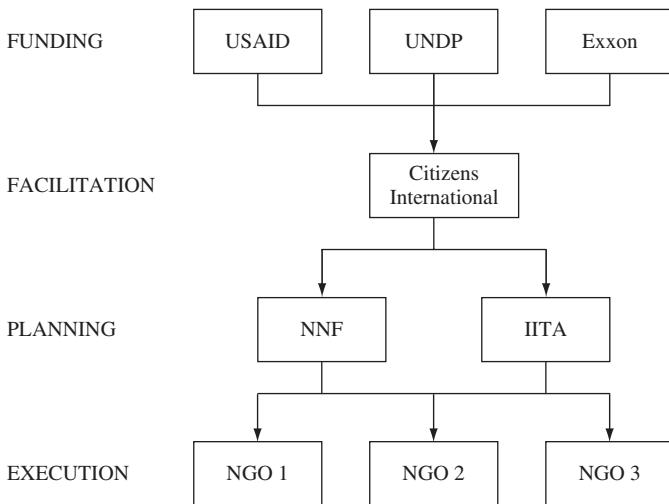 FUNDING
USAID
UNDP
Exxon
FACILITATION
Citizens
International
PLANNING
NNF
IITA
EXECUTION
NGO 1
NGO 2
NGO 3